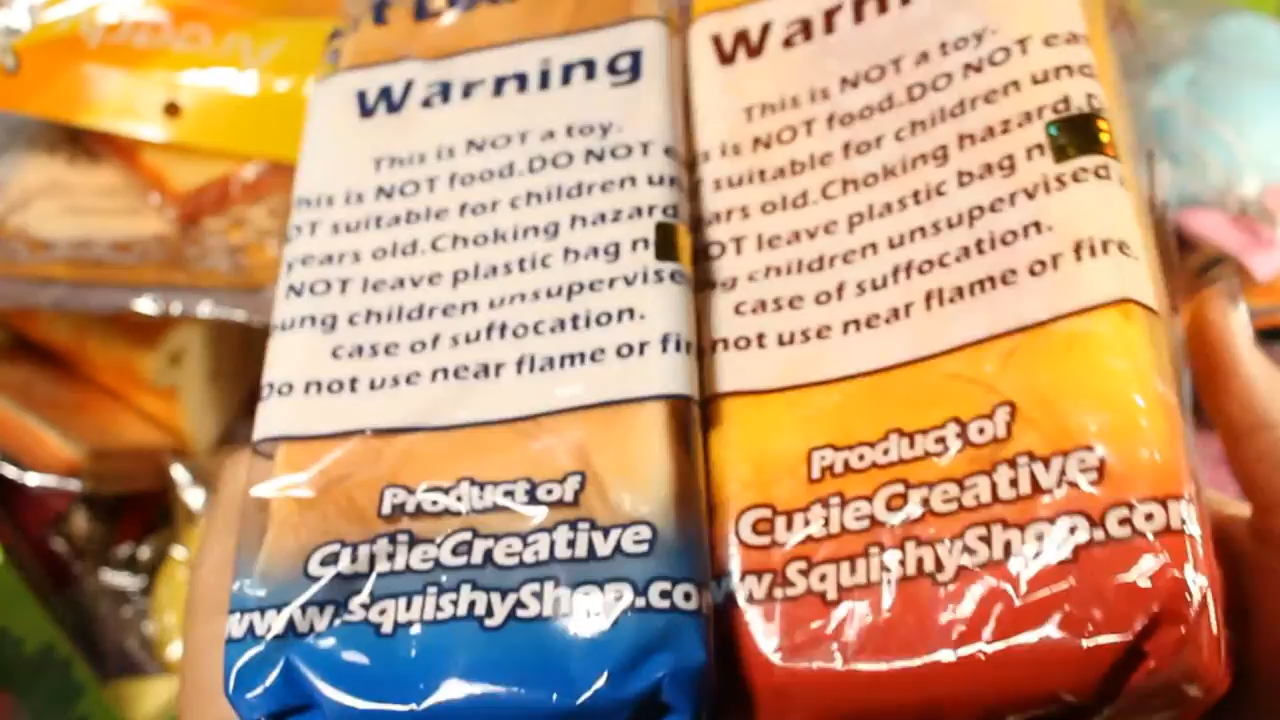 Warning
This is NOT a toy.
This is NOT food.DO NOT
OT suitable for children un
years old.Choking hazard
NOT leave plastic bag n
ung children unsupervise
case of suffocation.
Do not use near flame or fir
Product of
CutieCreative
www.SquishyShop.co
Warni
This is NOT a toy.
s is NOT food.DO NOT ea
suitable for children und
ars old.Choking hazard.D
OT leave plastic bag n
g children unsupervised
case of suffocation.
not use near flame or fire.
Product of
CutieCreative
w.SquishyShop.com